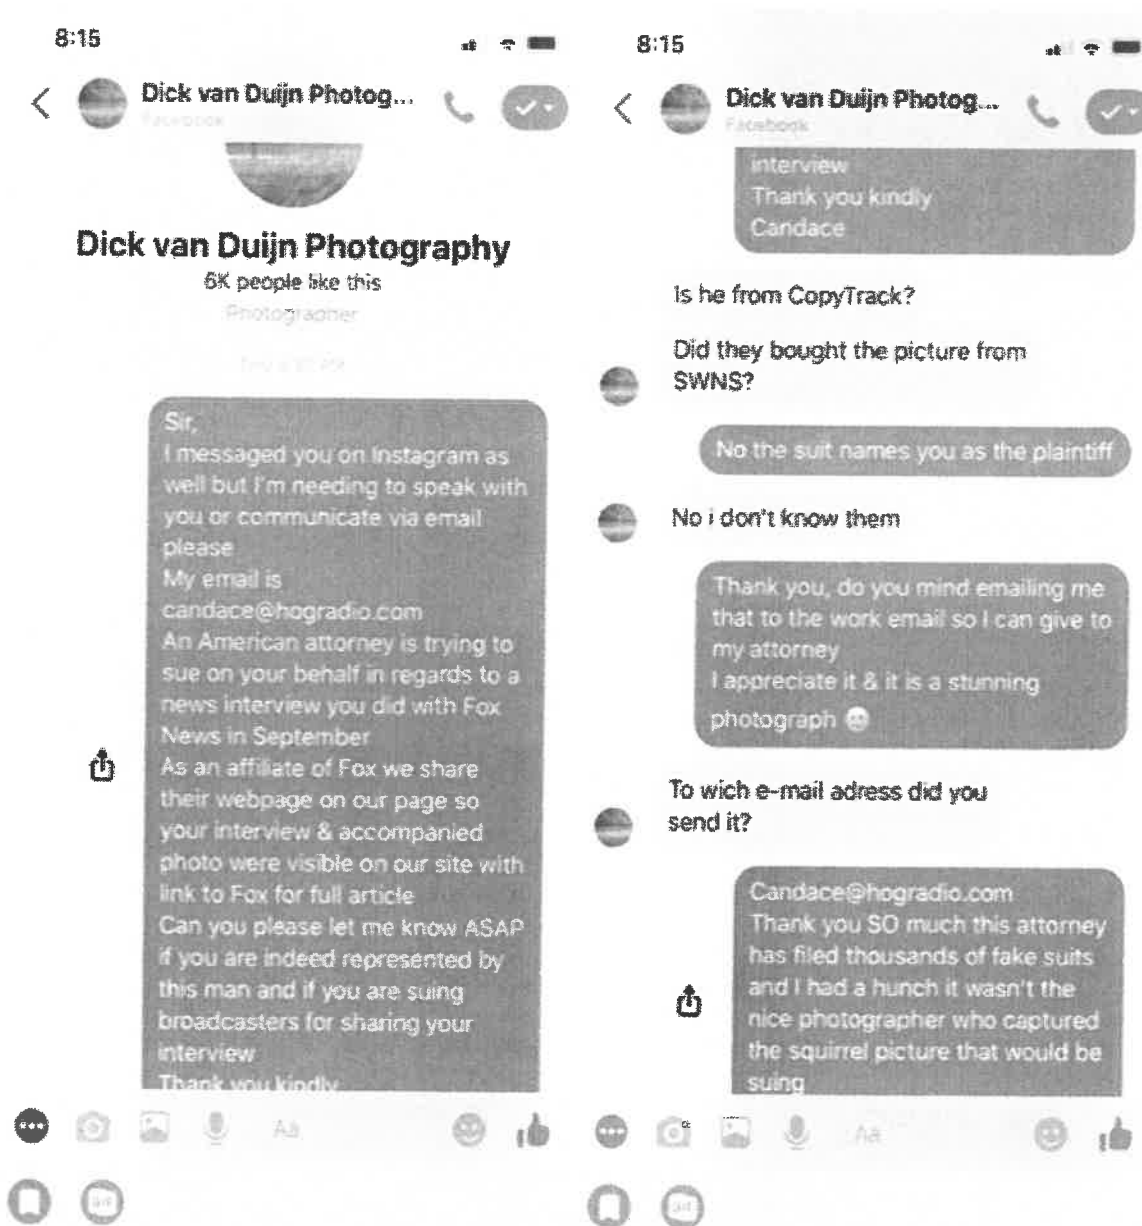 8:15
Dick van Duijn Photog...
Facebook
Dick van Duijn Photography
6K people like this
Photographer
Sir,
I messaged you on Instagram as
well but I'm needing to speak with
you or communicate via email
please
My email is
candace@hogradio.com
An American attorney is trying to
sue on your behalf in regards to a
news interview you did with Fox
News in September
As an affiliate of Fox we share
their webpage on our page so
your interview & accompanied
photo were visible on our site with
link to Fox for full article
Can you please let me know ASAP
if you are indeed represented by
this man and if you are suing
broadcasters for sharing your
interview
Thank you kindly
Aa
8:15
Dick van Duijn Photog...
Facebook
interview
Thank you kindly
Candace
Is he from CopyTrack?
Did they bought the picture from
SWNS?
No the suit names you as the plaintiff
No i don't know them
Thank you, do you mind emailing me
that to the work email so I can give to
my attorney
I appreciate it & it is a stunning
photograph
To wich e-mail adress did you
send it?
Candace@hogradio.com
Thank you SO much this attorney
has filed thousands of fake suits
and I had a hunch it wasn't the
nice photographer who captured
the squirrel picture that would be
suing
Aa